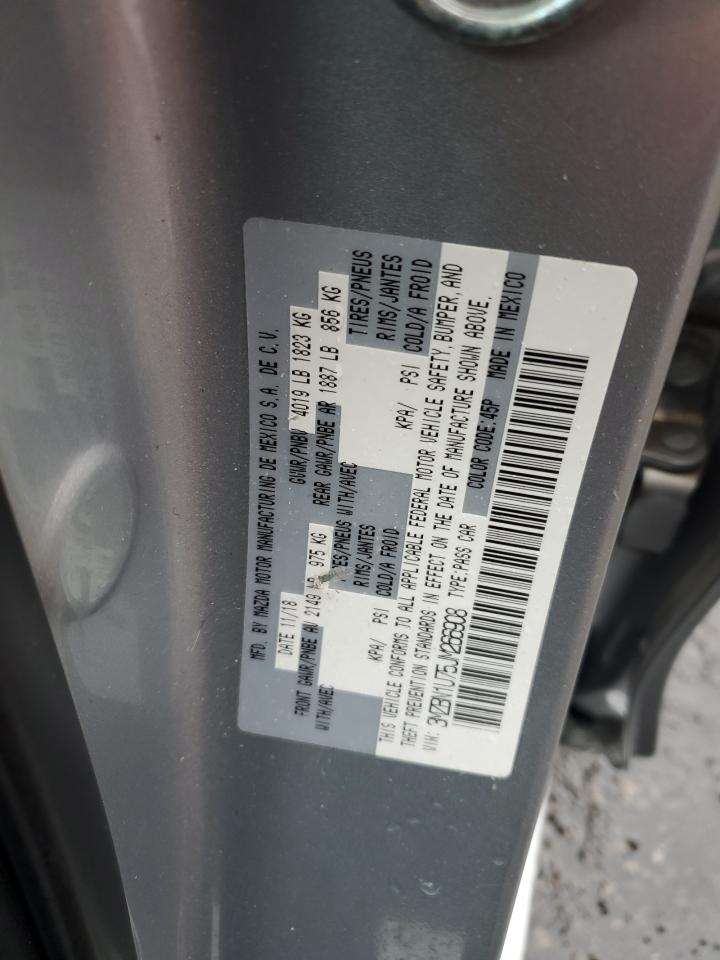 MFD. BY MAZDA MOTOR MANUFACTURING DE MEXICO S.A. DE C.V.
DATE 11/18 GVWR/PNBV 4019 LB 1823 KG
FRONT GAWR/PNBE AV 2149 LB 975 KG REAR GAWR/PNBE AR 1887 LB 856 KG
WITH/AVEC TIRES/PNEUS WITH/AVEC TIRES/PNEUS
RIMS/JANTES RIMS/JANTES
KPA/ PSI COLD/A FROID KPA/ PSI COLD/A FROID
THIS VEHICLE CONFORMS TO ALL APPLICABLE FEDERAL MOTOR VEHICLE SAFETY, BUMPER, AND
THEFT PREVENTION STANDARDS IN EFFECT ON THE DATE OF MANUFACTURE SHOWN ABOVE.
VIN: 3MZBN1U75JM266908 TYPE:PASS CAR COLOR CODE:45P MADE IN MEXICO